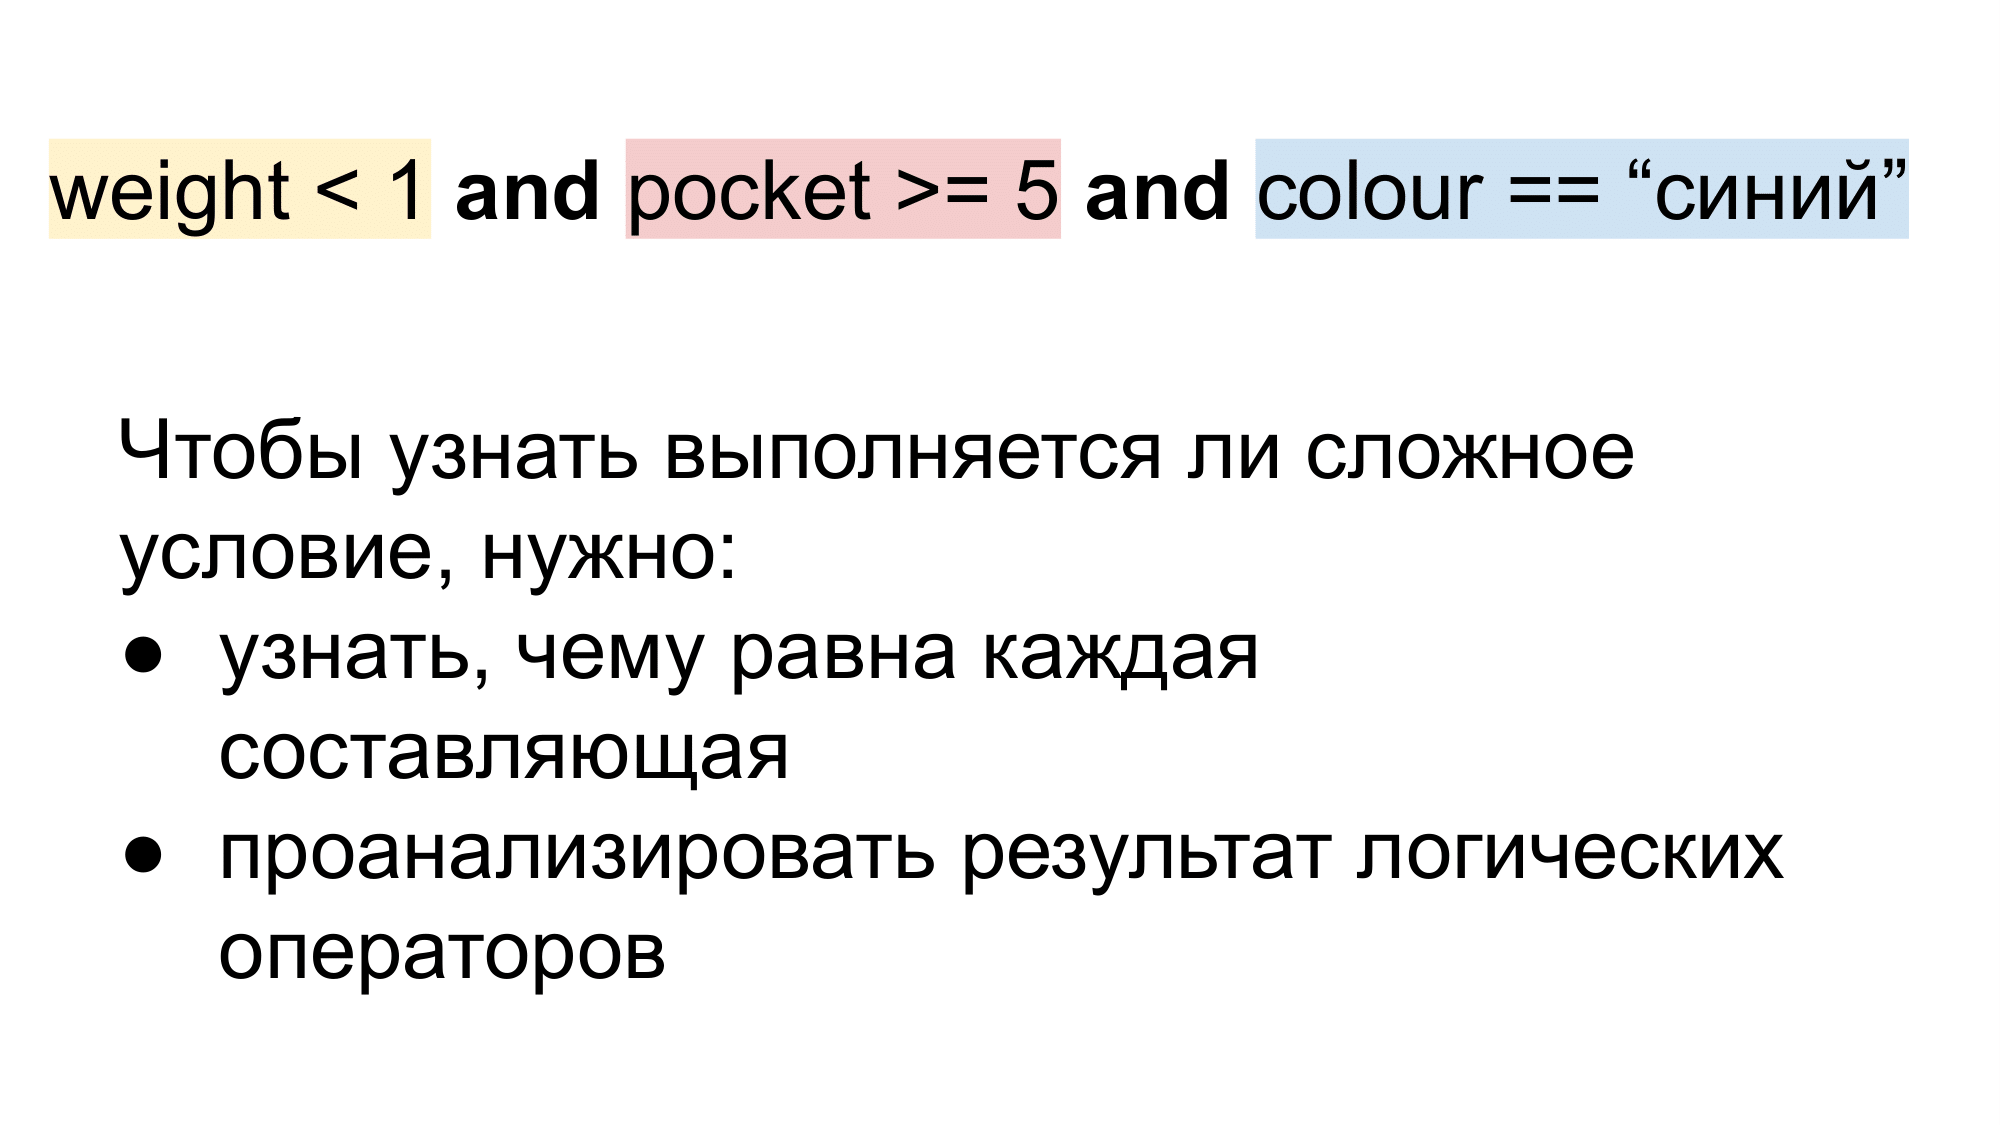 weight < 1 and pocket >= 5 and colour == “синий”
Чтобы узнать выполняется ли сложное
условие, нужно:
● узнать, чему равна каждая
составляющая
● проанализировать результат логических
операторов